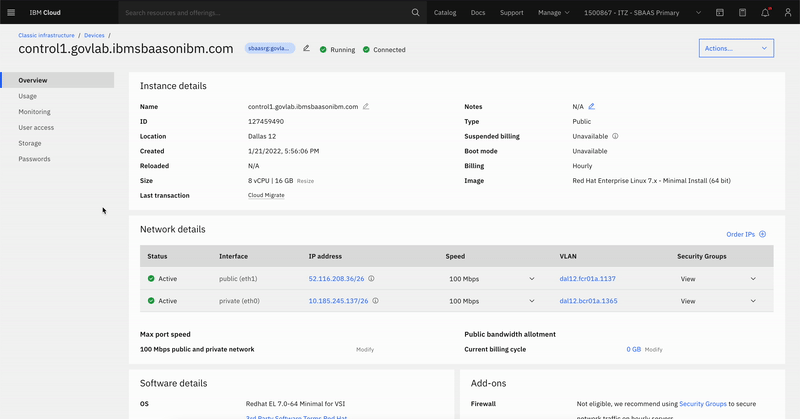 IBM Cloud
Search resources and offerings...
Catalog Docs Support Manage 1500867 - ITZ - SBAAS Primary
Classic infrastructure / Devices /
control1.govlab.ibmsbaasonibm.com sbaasrg:govla... Running Connected Actions...
Overview
Usage
Monitoring
User access
Storage
Passwords
Instance details
Name control1.govlab.ibmsbaasonibm.com
ID 127459490
Location Dallas 12
Created 1/21/2022, 5:56:06 PM
Reloaded N/A
Size 8 vCPU | 16 GB Resize
Last transaction Cloud Migrate
Notes N/A
Type Public
Suspended billing Unavailable
Boot mode Unavailable
Billing Hourly
Image Red Hat Enterprise Linux 7.x - Minimal Install (64 bit)
Network details
Order IPs
Status Interface IP address Speed VLAN Security Groups
Active public (eth1) 52.116.208.36/26 100 Mbps dal12.fcr01a.1137 View
Active private (eth0) 10.185.245.137/26 100 Mbps dal12.bcr01a.1365 View
Max port speed
100 Mbps public and private network Modify
Public bandwidth allotment
Current billing cycle 0 GB Modify
Software details
OS Redhat EL 7.0-64 Minimal for VSI
3rd Party Software Terms Red Hat
Add-ons
Firewall Not eligible, we recommend using Security Groups to secure
network traffic on hourly servers